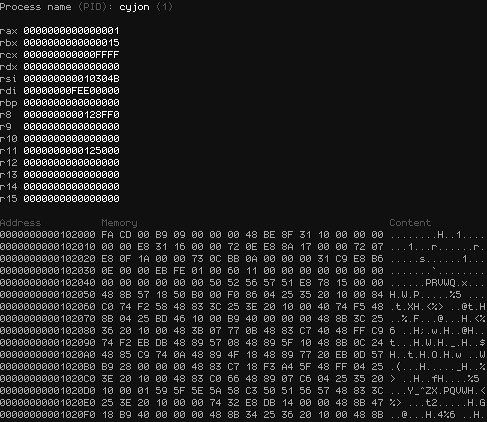 Process name (PID): cyjon (1)
rax 0000000000000001
rbx 0000000000000015
rcx 000000000000FFFF
rdx 0000000000000000
rsi 000000000010304B
rdi 00000000FEE00000
rbp 0000000000000000
r8 0000000000128FF0
r9 0000000000000000
r10 0000000000000000
r11 0000000000125000
r12 0000000000000000
r13 0000000000000000
r14 0000000000000000
r15 0000000000000000
Address Memory Content
0000000000102000 FA CD 00 B9 09 00 00 00 48 BE 8F 31 10 00 00 00 ........H..1....
0000000000102010 00 00 E8 31 16 00 00 72 0E E8 8A 17 00 00 72 07 ...1...r......r.
0000000000102020 E8 0F 1A 00 00 73 0C BB 0A 00 00 00 31 C9 E8 B6 .....s......1...
0000000000102030 0E 00 00 EB FE 01 00 60 11 00 00 00 00 00 00 00 .......`........
0000000000102040 00 00 00 00 00 00 00 50 52 56 57 51 E8 78 15 00 00 .......PRVWQ.x..
0000000000102050 48 8B 57 18 50 B0 00 F0 86 04 25 35 20 10 00 84 H.W.P.....%5 ...
0000000000102060 C0 74 F2 58 48 83 3C 25 3E 20 10 00 40 74 F5 48 .t.XH.<%> ..@t.H
0000000000102070 8B 04 25 BD 46 10 00 B9 40 00 00 00 48 8B 3C 25 ..%.F...@...H.<%
0000000000102080 36 20 10 00 48 3B 07 77 0B 48 83 C7 40 48 FF C9 6 ..H;.w.H..@H..
0000000000102090 74 F2 EB DB 48 89 57 08 48 89 5F 10 48 8B 0C 24 t...H.W.H._.H..$
00000000001020A0 48 85 C9 74 0A 48 89 4F 18 48 89 77 20 EB 0D 57 H..t.H.O.H.w ..W
00000000001020B0 B9 28 00 00 00 48 83 C7 18 F3 A4 5F 48 FF 04 25 .(...H....._H..%
00000000001020C0 3E 20 10 00 48 83 C0 66 48 89 07 C6 04 25 35 20 > ..H..fH....%5
00000000001020D0 10 00 01 59 5F 5E 5A 58 C3 50 51 56 57 48 83 3C ...Y_^ZX.PQVWH.<
00000000001020E0 25 3E 20 10 00 00 74 32 E8 DB 14 00 00 48 8B 47 %> ...t2.....H.G
00000000001020F0 18 B9 40 00 00 00 48 8B 34 25 36 20 10 00 48 8B ..@...H.4%6 ..H.